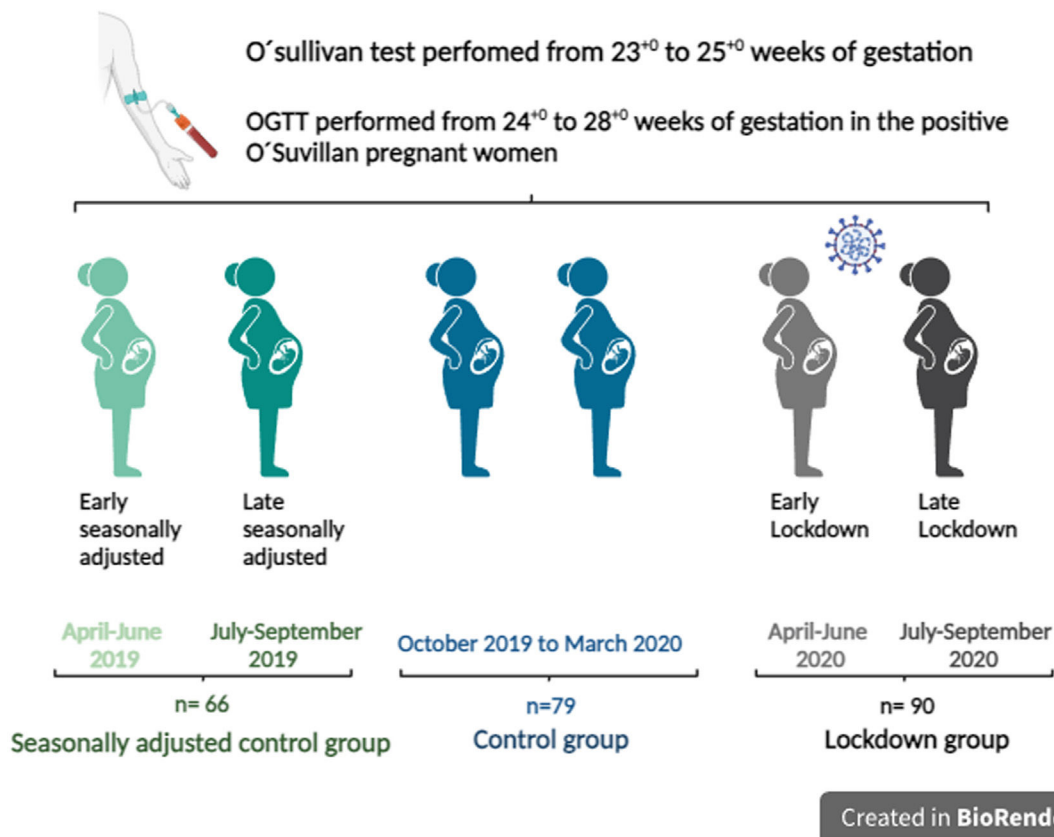 O´sullivan test perfomed from 23⁺⁰ to 25⁺⁰ weeks of gestation
OGTT performed from 24⁺⁰ to 28⁺⁰ weeks of gestation in the positive
O´Suvillan pregnant women
Early
seasonally
adjusted
Late
seasonally
adjusted
Early
Lockdown
Late
Lockdown
April-June
2019
July-September
2019
October 2019 to March 2020
April-June
2020
July-September
2020
n= 66
n=79
n= 90
Seasonally adjusted control group
Control group
Lockdown group
Created in BioRend